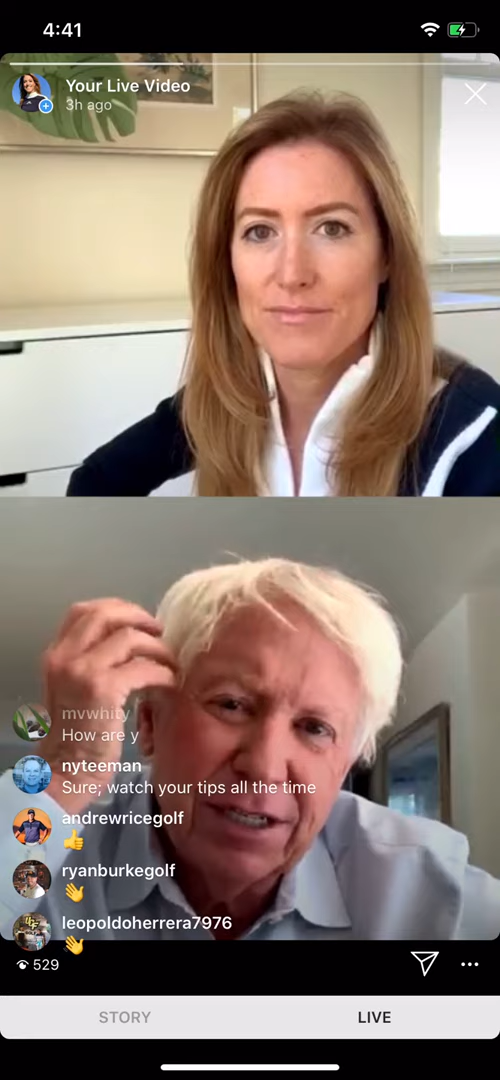 4:41
Your Live Video
3h ago
mvwhity
How are y
nyteeman
Sure; watch your tips all the time
andrewricegolf
👍
ryanburkegolf
👋
leopoldoherrera7976
👋
529
STORY
LIVE